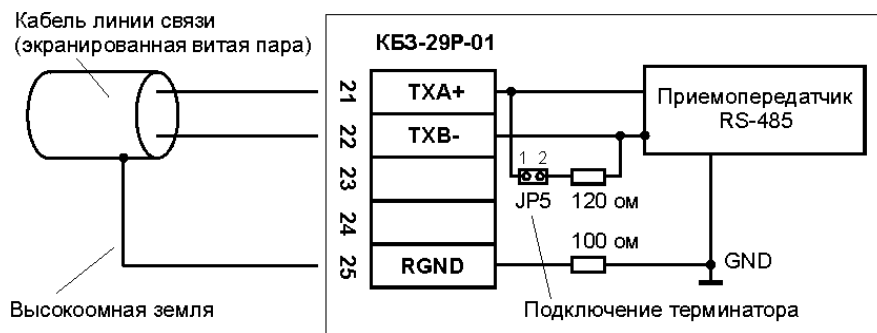 Кабель линии связи
(экранированная витая пара)
КБЗ-29Р-01
21 TXA+
22 TXB-
23
24
25 RGND
Приемопередатчик
RS-485
1 2
JP5
120 ом
100 ом
GND
Высокоомная земля
Подключение терминатора